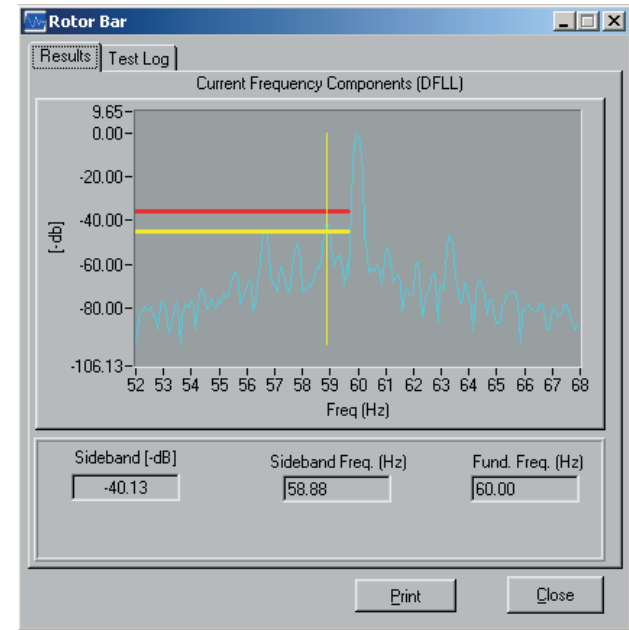 Rotor Bar
Results Test Log
Current Frequency Components (DFLL)
9.65
0.00
-20.00
-40.00
[-db]
-60.00
-80.00
-106.13
52 53 54 55 56 57 58 59 60 61 62 63 64 65 66 67 68
Freq (Hz)
Sideband [-dB] Sideband Freq. (Hz) Fund. Freq. (Hz)
-40.13 58.88 60.00
Print Close